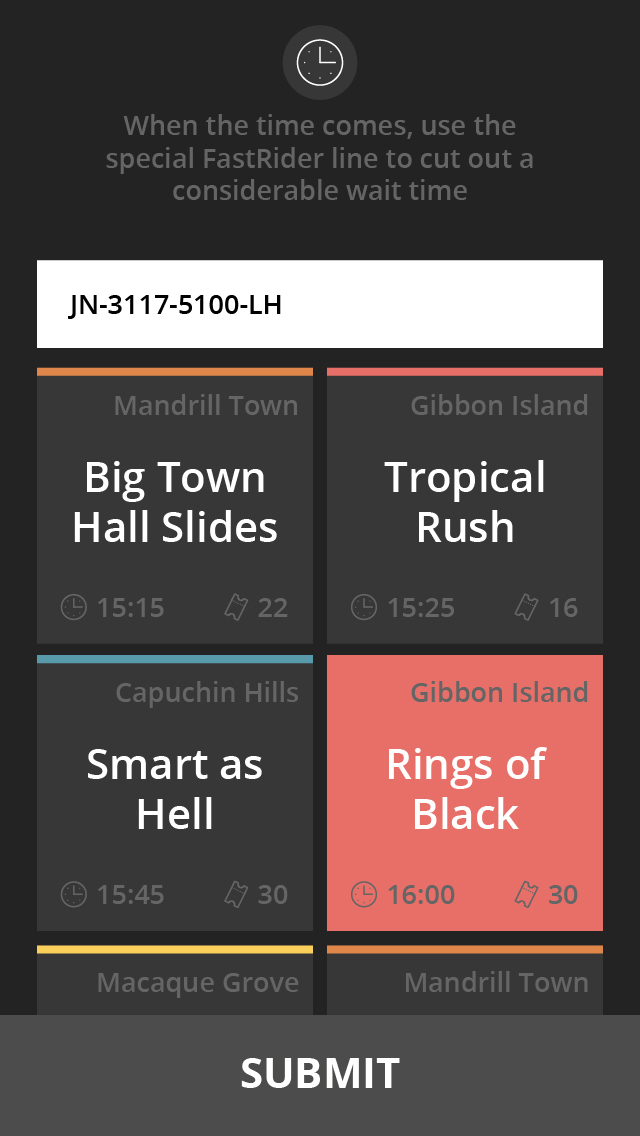 When the time comes, use the
special FastRider line to cut out a
considerable wait time
JN-3117-5100-LH
Mandrill Town
Big Town
Hall Slides
15:15 22
Gibbon Island
Tropical
Rush
15:25 16
Capuchin Hills
Smart as
Hell
15:45 30
Gibbon Island
Rings of
Black
16:00 30
Macaque Grove
Mandrill Town
SUBMIT